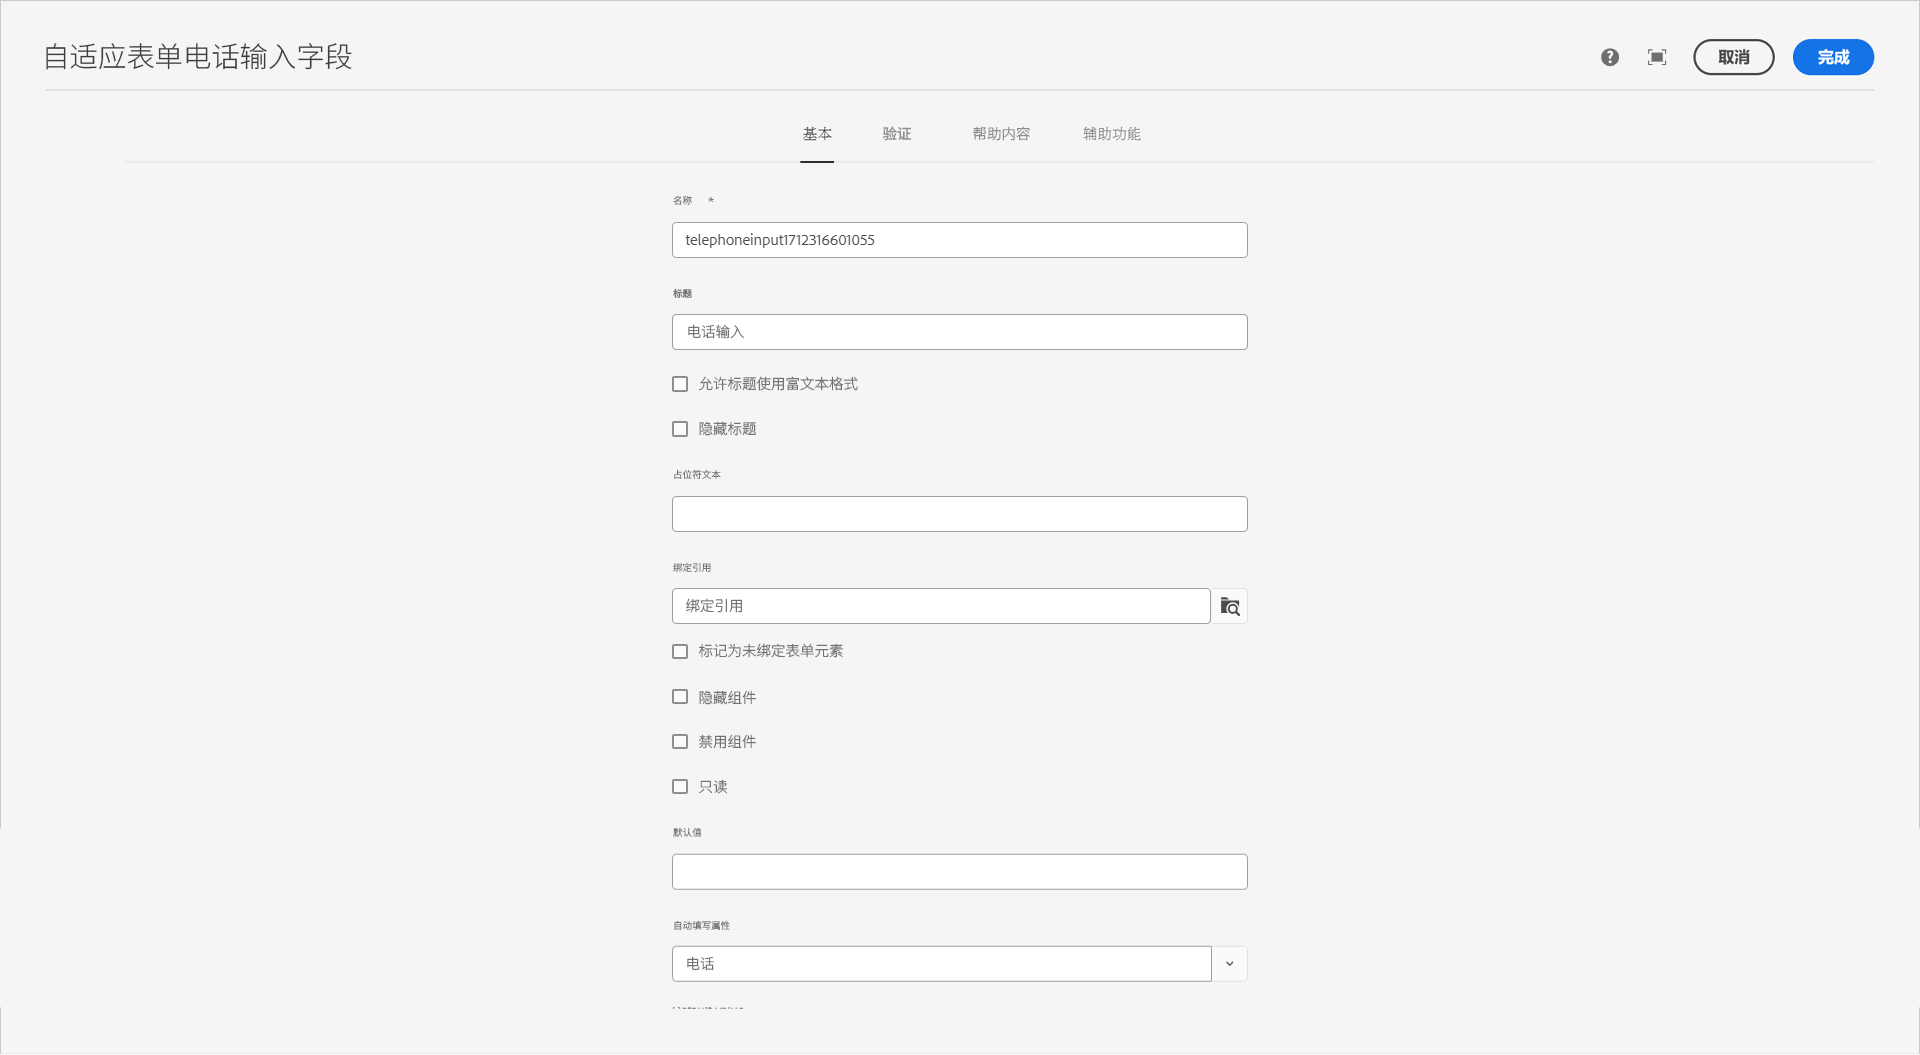 自适应表单电话输入字段
取消
完成
基本 验证 帮助内容 辅助功能
名称 *
telephoneinput1712316601055
标题
电话输入
允许标题使用富文本格式
隐藏标题
占位符文本
绑定引用
绑定引用
标记为未绑定表单元素
隐藏组件
禁用组件
只读
默认值
自动填写属性
电话